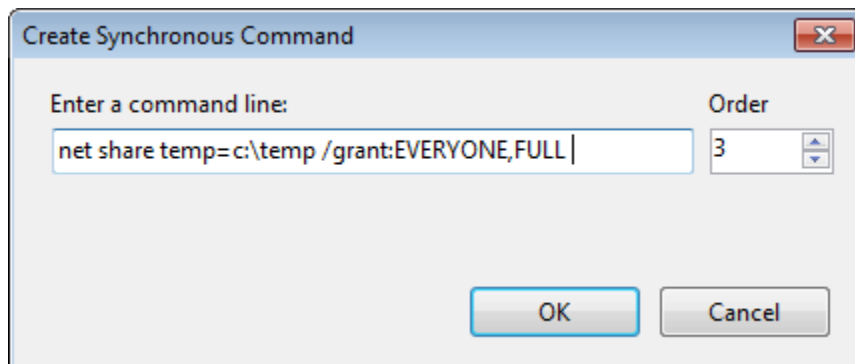 Create Synchronous Command
Enter a command line: Order
net share temp=c:\temp /grant:EVERYONE,FULL 3
OK Cancel